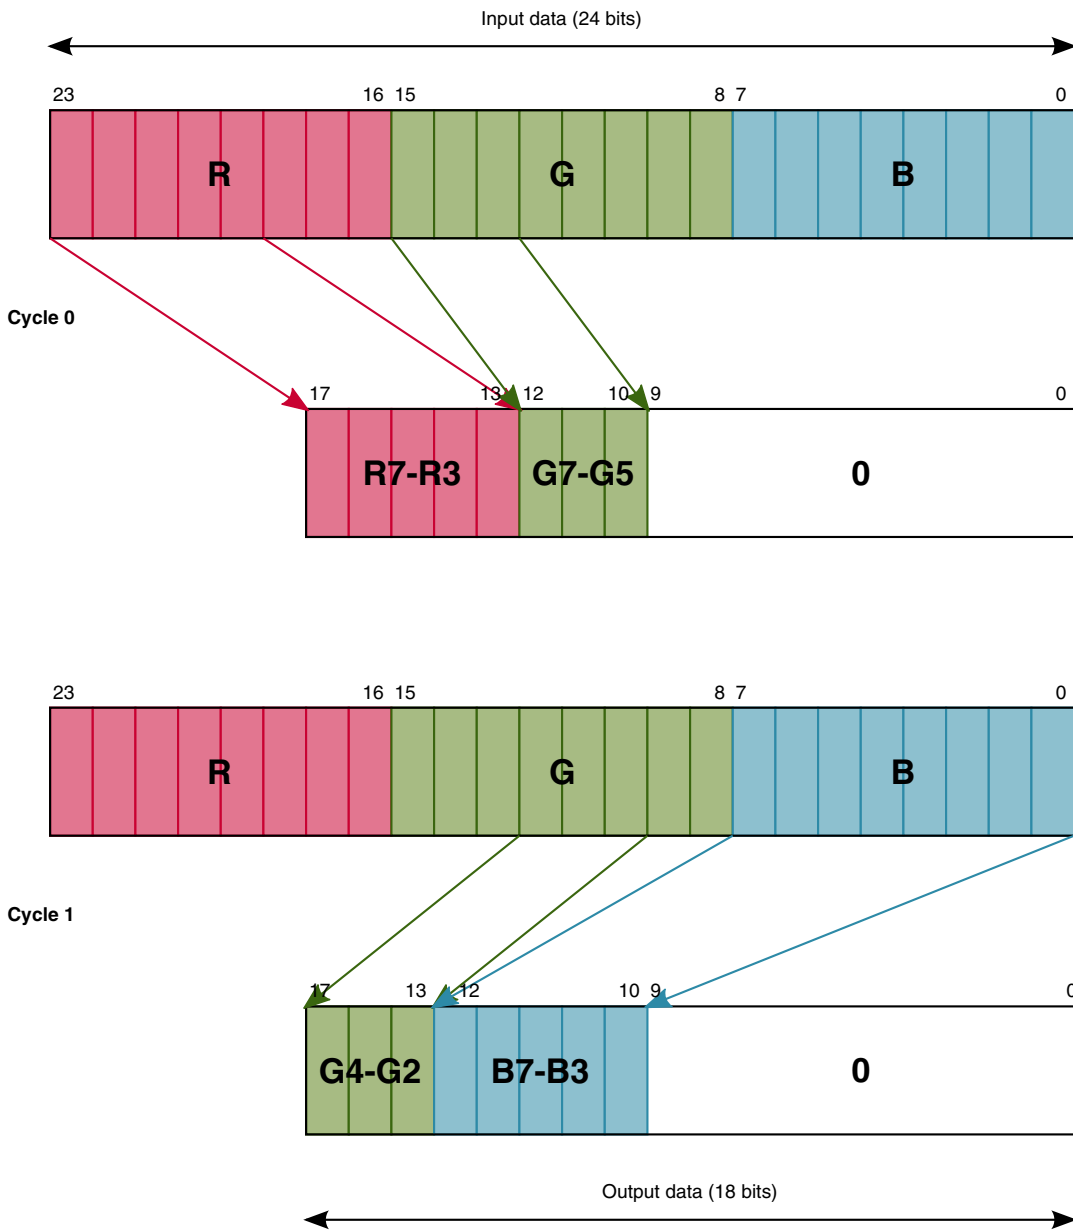 Input data (24 bits)
23 16 15 8 7 0
R G B
Cycle 0
17 13 12 10 9 0
R7-R3 G7-G5 0
23 16 15 8 7 0
R G B
Cycle 1
17 13 12 10 9 0
G4-G2 B7-B3 0
Output data (18 bits)